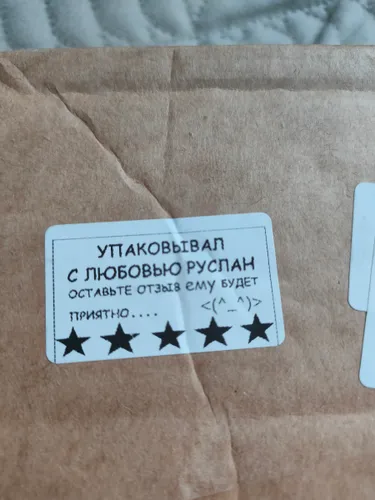 УПАКОВЫВАЛ
С ЛЮБОВЬЮ РУСЛАН
ОСТАВЬТЕ ОТЗЫВ ему БУДЕТ
ПРИЯТНО.... <(^_^)>
★ ★ ★ ★ ★